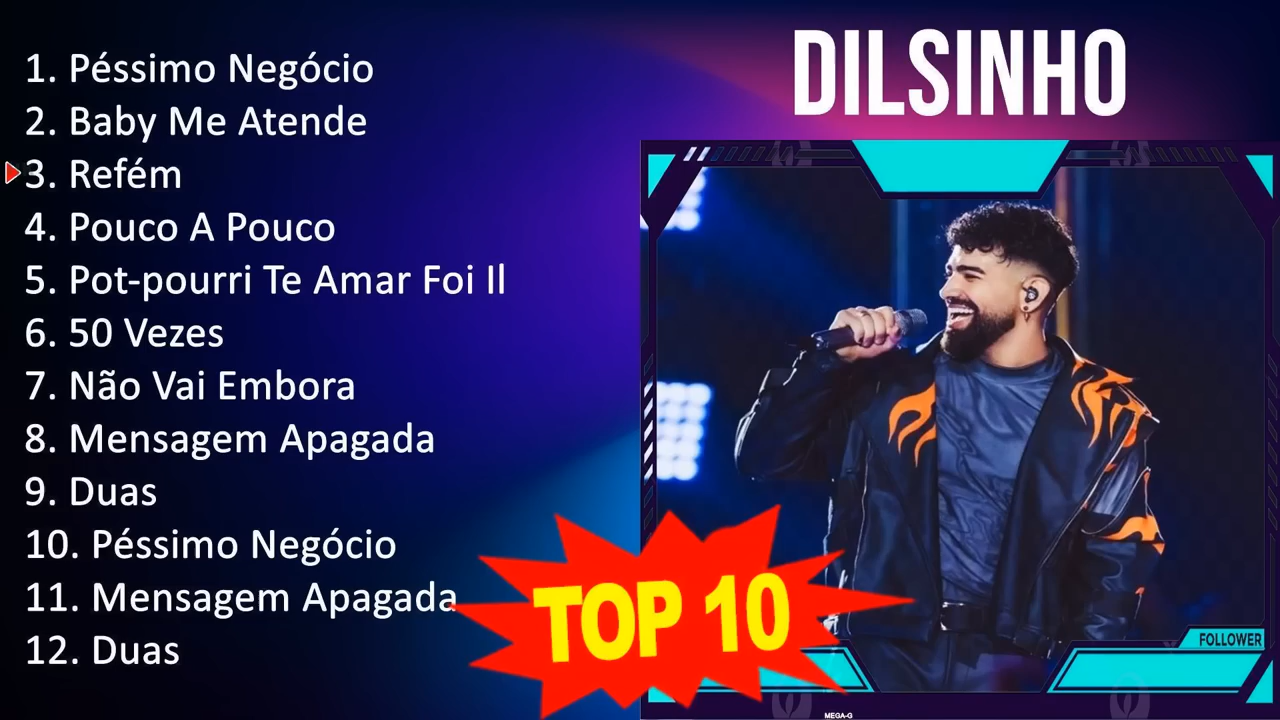 DILSINHO
1. Péssimo Negócio
2. Baby Me Atende
3. Refém
4. Pouco A Pouco
5. Pot-pourri Te Amar Foi Il
6. 50 Vezes
7. Não Vai Embora
8. Mensagem Apagada
9. Duas
10. Péssimo Negócio
11. Mensagem Apagada
12. Duas
TOP 10
FOLLOWER
MEGA-G